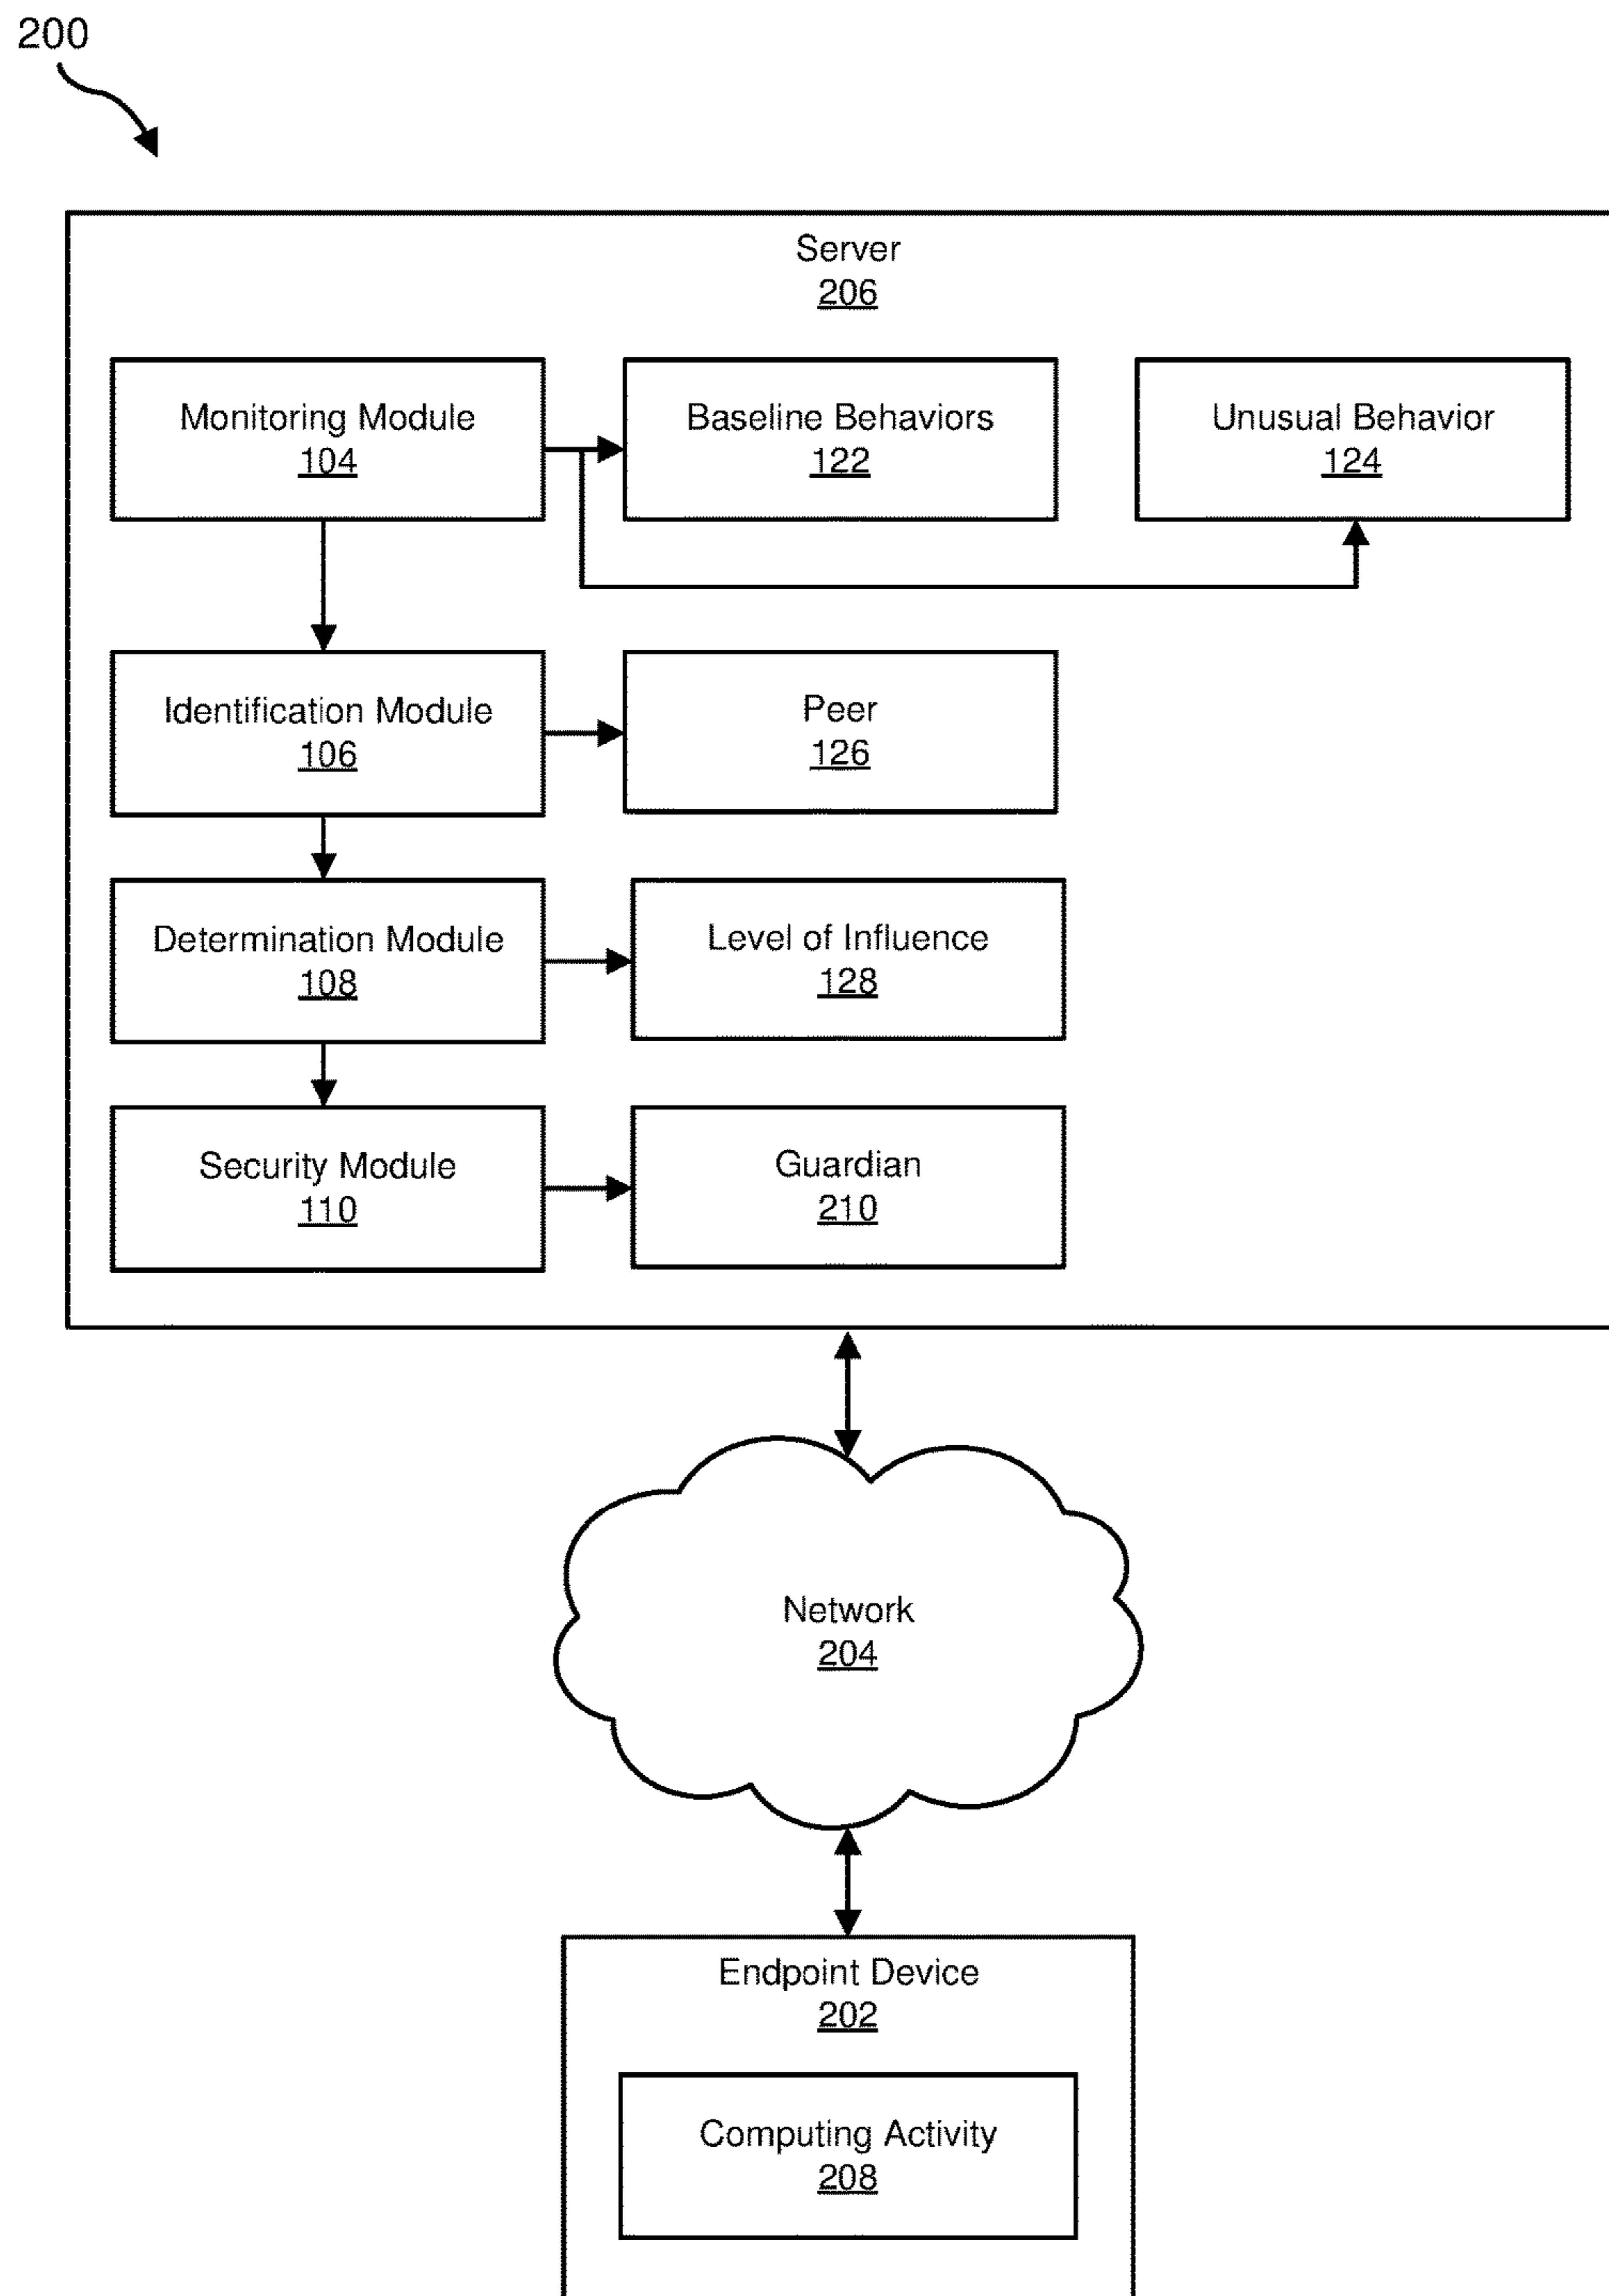 200
Server
206
Monitoring Module
104
Baseline Behaviors
122
Unusual Behavior
124
Identification Module
106
Peer
126
Determination Module
108
Level of Influence
128
Security Module
110
Guardian
210
Network
204
Endpoint Device
202
Computing Activity
208